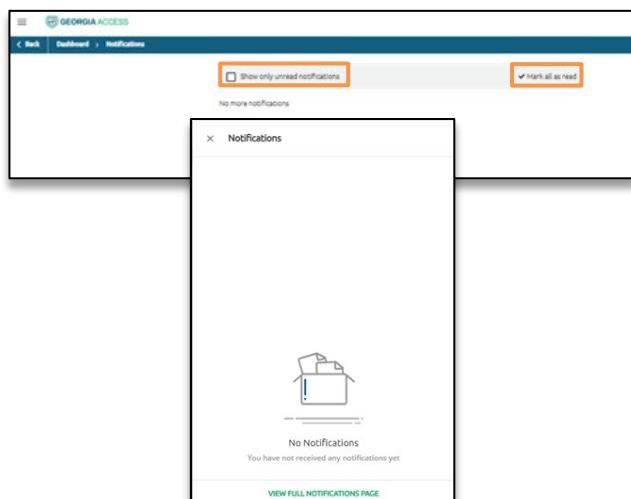 GEORGIA ACCESS
< Back Dashboard > Notifications
Show only unread notifications ✔ Mark all as read
No more notifications
× Notifications
No Notifications
You have not received any notifications yet
VIEW FULL NOTIFICATIONS PAGE